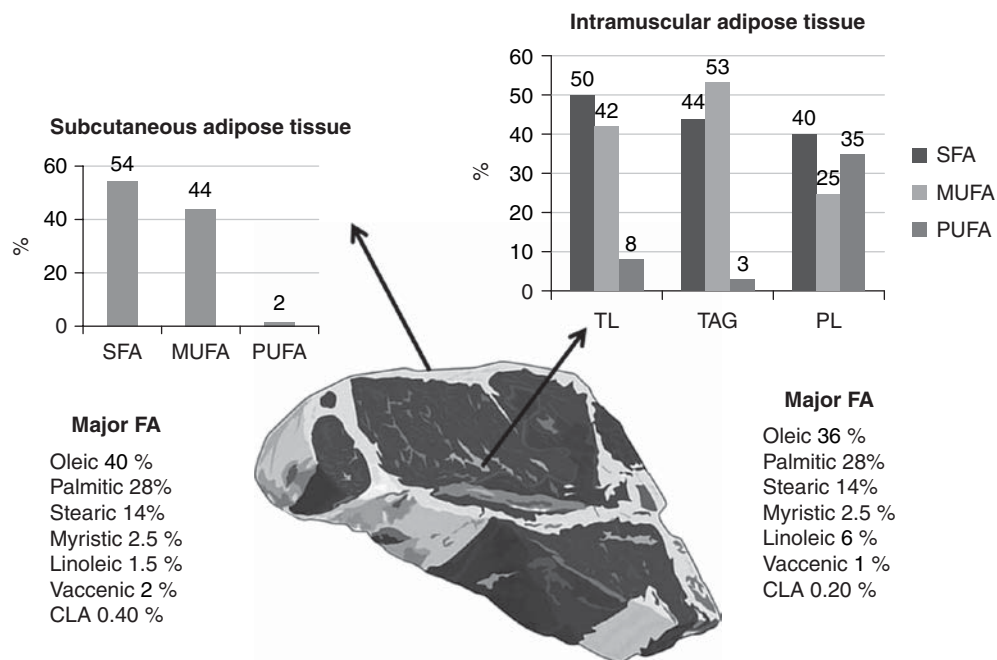 Intramuscular adipose tissue
60
50
40
30
20
10
0
%
50
42
8
44
53
3
40
25
35
TL
TAG
PL
SFA
MUFA
PUFA
Subcutaneous adipose tissue
60
40
20
0
%
54
44
2
SFA
MUFA
PUFA
Major FA
Oleic 40 %
Palmitic 28%
Stearic 14%
Myristic 2.5 %
Linoleic 1.5 %
Vaccenic 2 %
CLA 0.40 %
Major FA
Oleic 36 %
Palmitic 28%
Stearic 14%
Myristic 2.5 %
Linoleic 6 %
Vaccenic 1 %
CLA 0.20 %